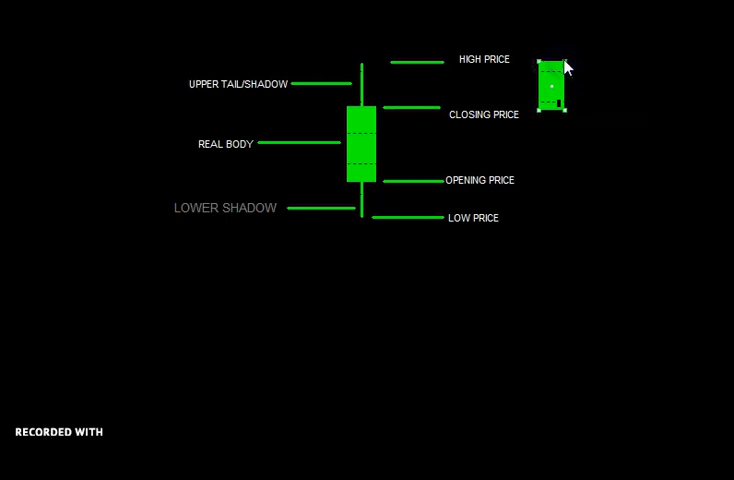 HIGH PRICE
UPPER TAIL/SHADOW
CLOSING PRICE
REAL BODY
OPENING PRICE
LOWER SHADOW
LOW PRICE
RECORDED WITH